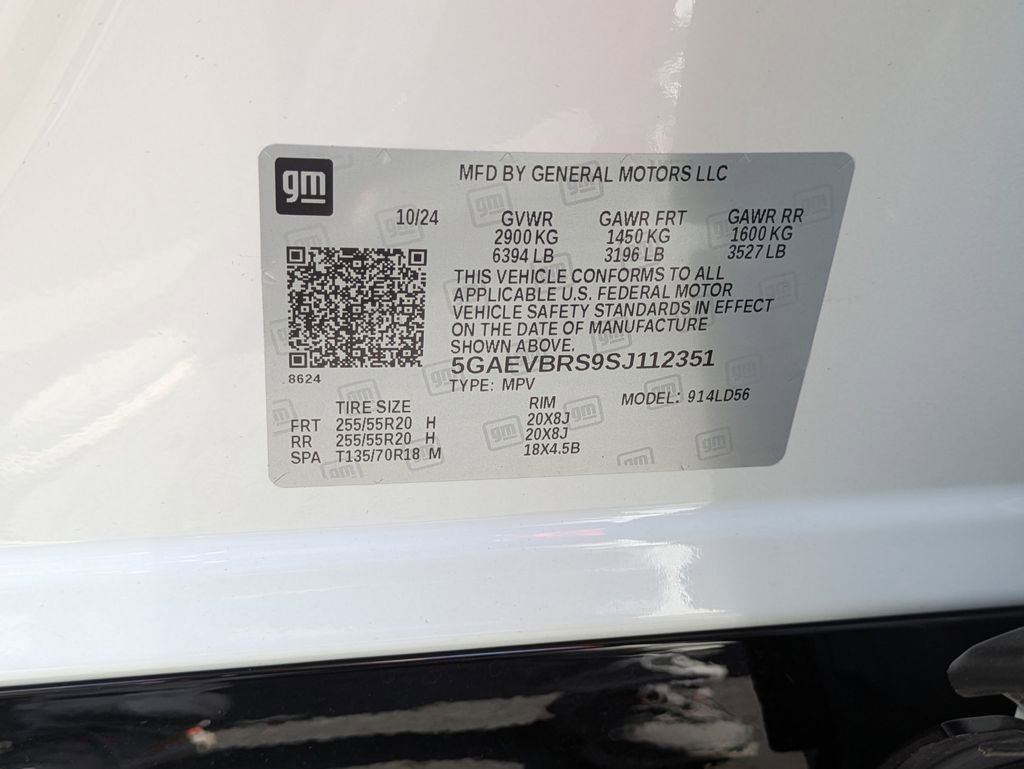 gm
MFD BY GENERAL MOTORS LLC
10/24 GVWR GAWR FRT GAWR RR
2900 KG 1450 KG 1600 KG
6394 LB 3196 LB 3527 LB
THIS VEHICLE CONFORMS TO ALL
APPLICABLE U.S. FEDERAL MOTOR
VEHICLE SAFETY STANDARDS IN EFFECT
ON THE DATE OF MANUFACTURE
SHOWN ABOVE.
5GAEVBRS9SJ112351
8624
TYPE: MPV MODEL: 914LD56
TIRE SIZE RIM
FRT 255/55R20 H 20X8J
RR 255/55R20 H 20X8J
SPA T135/70R18 M 18X4.5B